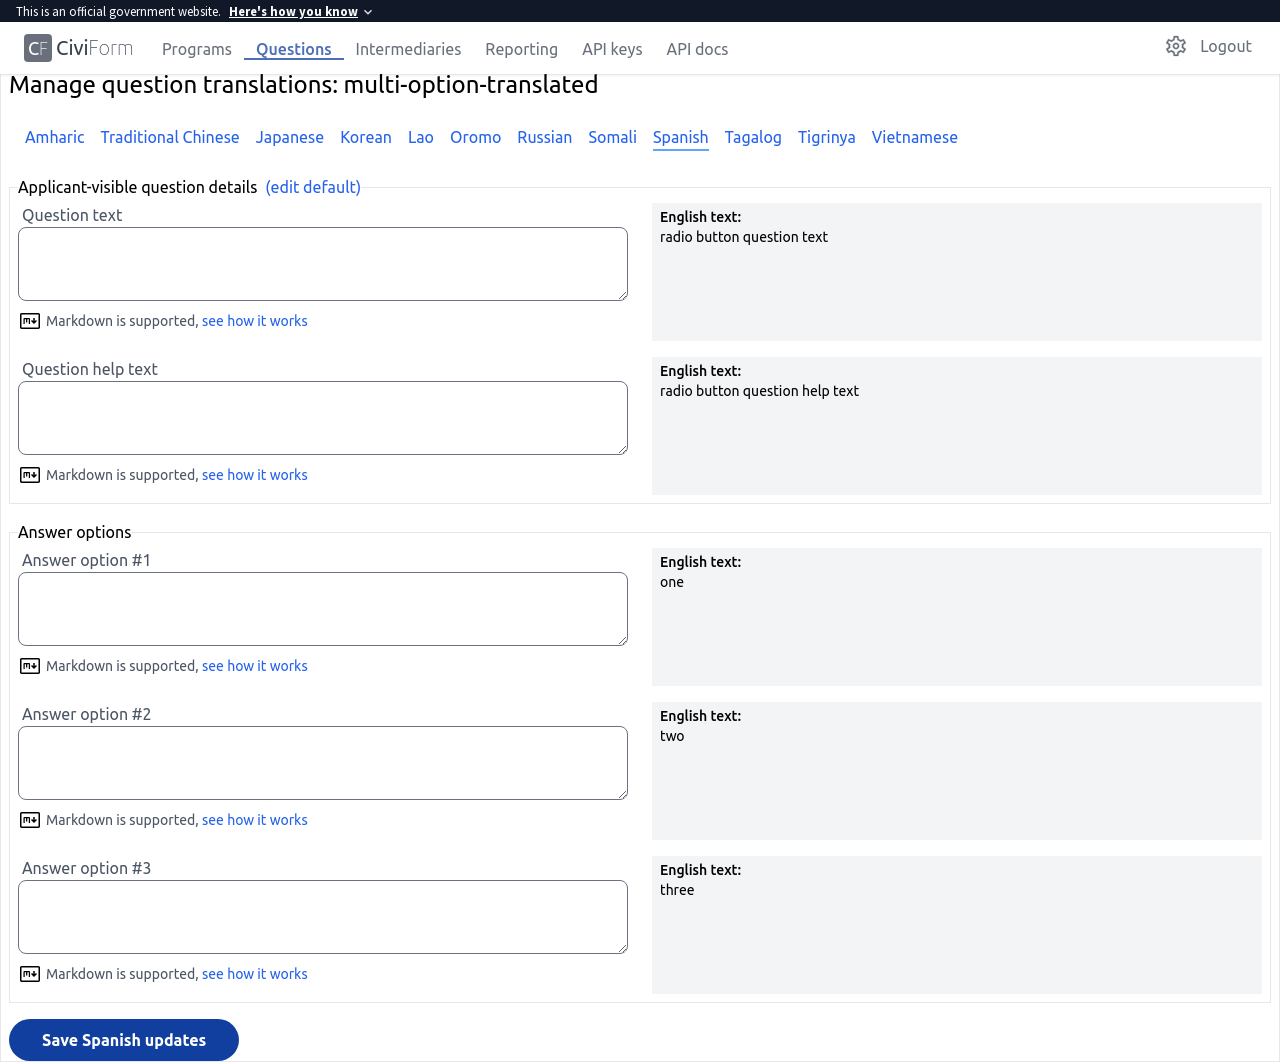 This is an official government website. Here's how you know
CF CiviForm Programs Questions Intermediaries Reporting API keys API docs Logout
Manage question translations: multi-option-translated
Amharic Traditional Chinese Japanese Korean Lao Oromo Russian Somali Spanish Tagalog Tigrinya Vietnamese
Applicant-visible question details (edit default)
Question text
English text:
radio button question text
Markdown is supported, see how it works
Question help text
English text:
radio button question help text
Markdown is supported, see how it works
Answer options
Answer option #1
English text:
one
Markdown is supported, see how it works
Answer option #2
English text:
two
Markdown is supported, see how it works
Answer option #3
English text:
three
Markdown is supported, see how it works
Save Spanish updates